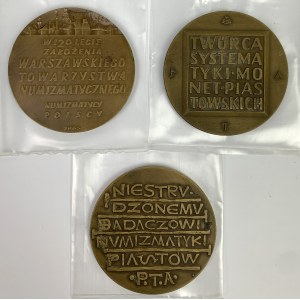 W 120 LECIE
ZAŁOŻENIA
WARSZAWSKIEGO
TOWARZYSTWA
NUMIZMATYCZNEGO
NUMIZMATYCY
POLSCY
TWÓRCA
SYSTEMA
TYKI·MO
NET·PIAS
TOWSKICH
NIESTRU-
DZONEMU
BADACZOWI
NUMIZMATYKI
PIASTÓW
·P.T.A·